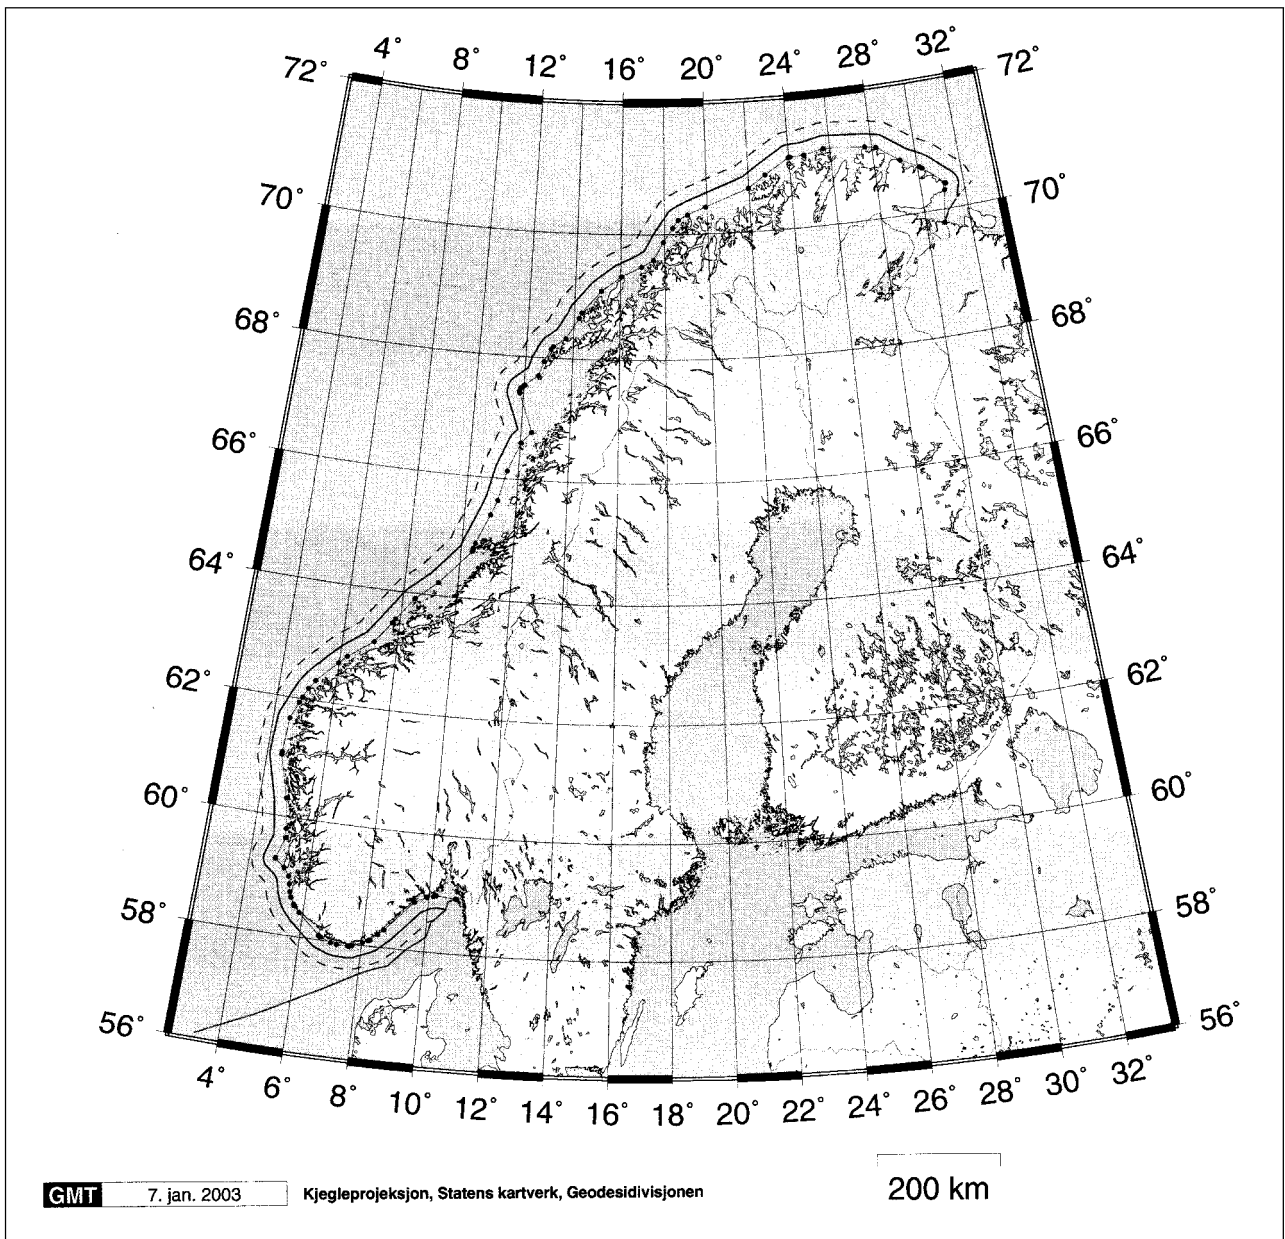 4° 8° 12° 16° 20° 24° 28° 32°
72° 72°
70° 70°
68° 68°
66° 66°
64° 64°
62° 62°
60° 60°
58° 58°
56° 56°
4° 6° 8° 10° 12° 14° 16° 18° 20° 22° 24° 26° 28° 30° 32°
GMT 7. jan. 2003 Kjegleprojeksjon, Statens kartverk, Geodesidivisjonen
200 km